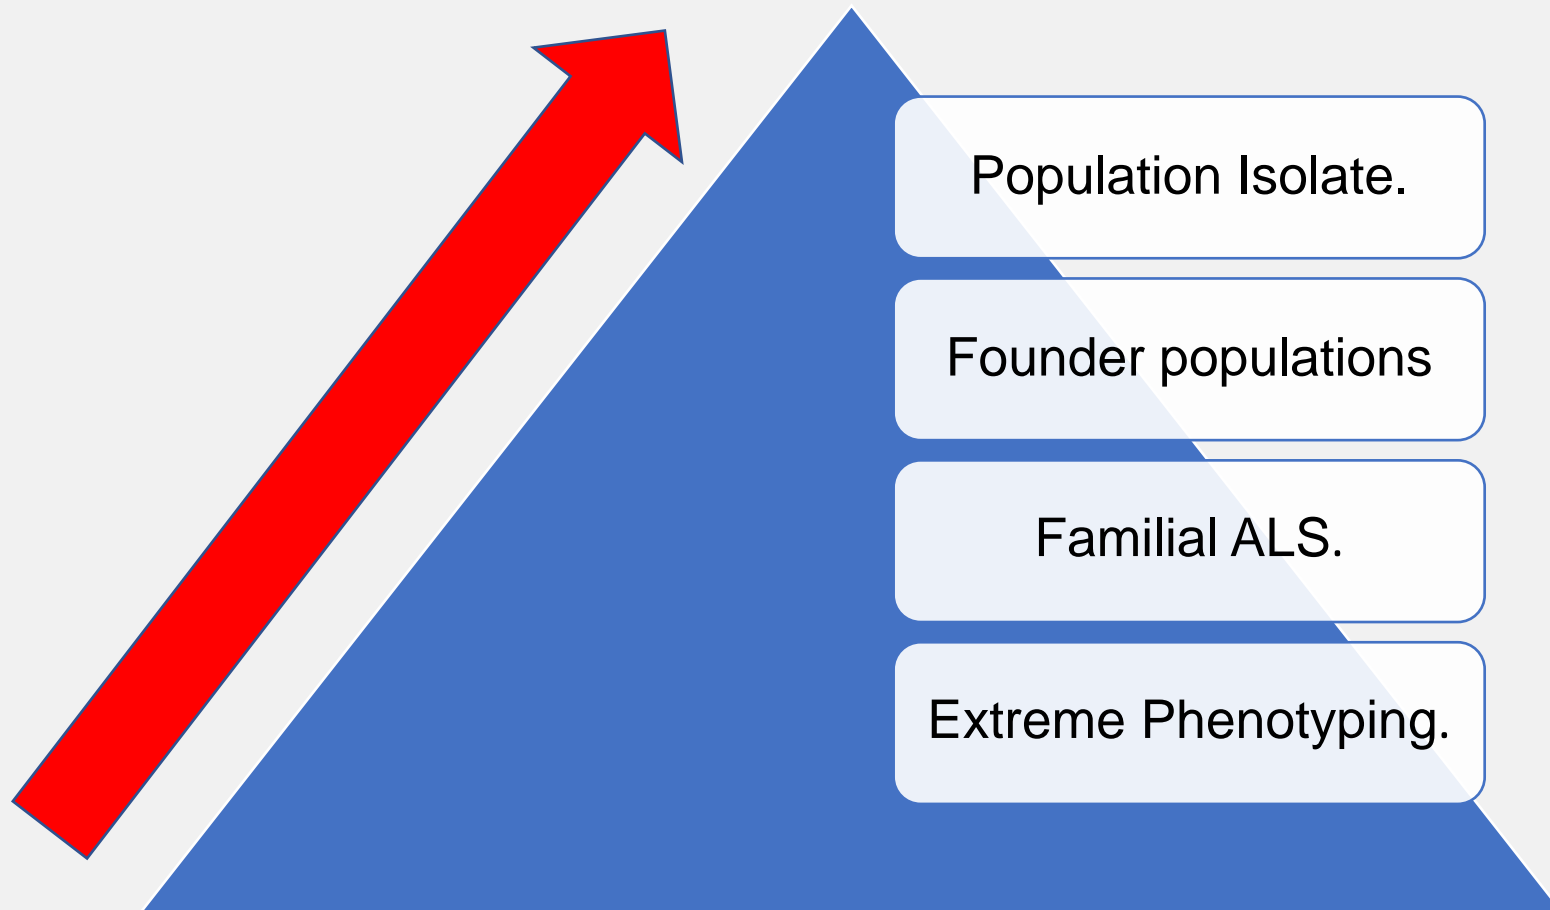 Population Isolate.
Founder populations
Familial ALS.
Extreme Phenotyping.